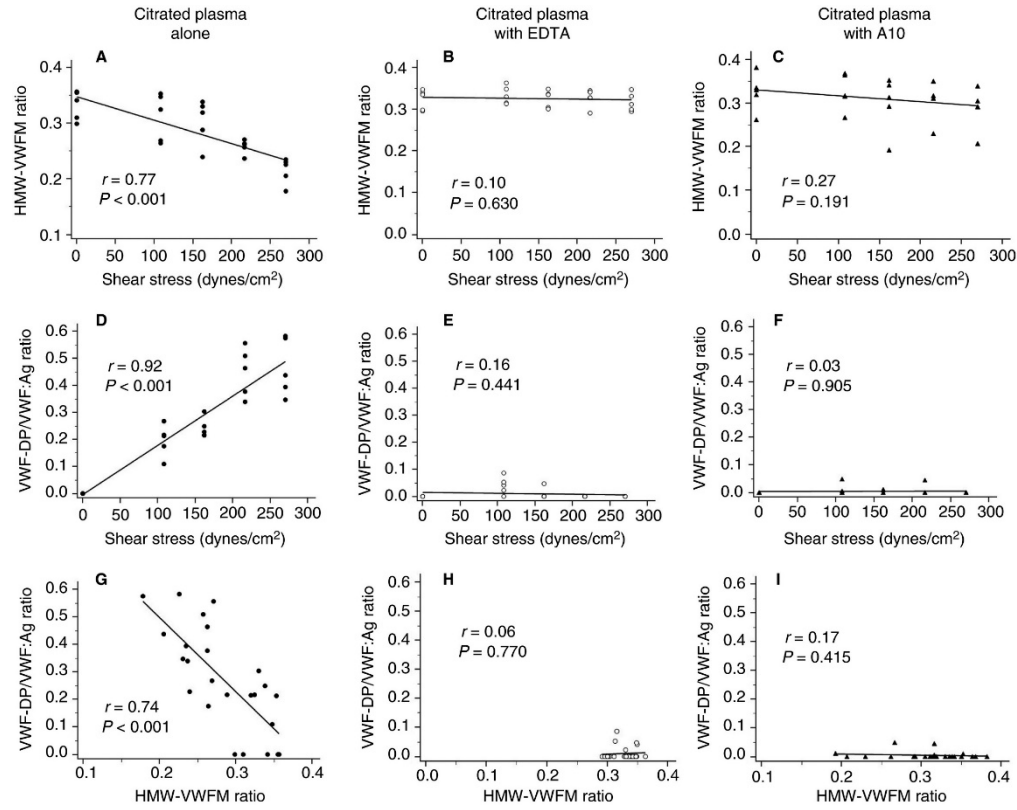 Citrated plasma
alone
Citrated plasma
with EDTA
Citrated plasma
with A10
A
HMW-VWFM ratio
0.4
0.3
0.2
0.1
r = 0.77
P < 0.001
0 50 100 150 200 250 300
Shear stress (dynes/cm²)
B
HMW-VWFM ratio
0.4
0.3
0.2
0.1
0.0
r = 0.10
P = 0.630
0 50 100 150 200 250 300
Shear stress (dynes/cm²)
C
HMW-VWFM ratio
0.4
0.3
0.2
0.1
0.0
r = 0.27
P = 0.191
0 50 100 150 200 250 300
Shear stress (dynes/cm²)
D
VWF-DP/VWF:Ag ratio
0.6
0.5
0.4
0.3
0.2
0.1
0.0
r = 0.92
P < 0.001
0 50 100 150 200 250 300
Shear stress (dynes/cm²)
E
VWF-DP/VWF:Ag ratio
0.6
0.5
0.4
0.3
0.2
0.1
0.0
r = 0.16
P = 0.441
0 50 100 150 200 250 300
Shear stress (dynes/cm²)
F
VWF-DP/VWF:Ag ratio
0.6
0.5
0.4
0.3
0.2
0.1
0.0
r = 0.03
P = 0.905
0 50 100 150 200 250 300
Shear stress (dynes/cm²)
G
VWF-DP/VWF:Ag ratio
0.6
0.5
0.4
0.3
0.2
0.1
0.0
r = 0.74
P < 0.001
0.1 0.2 0.3 0.4
HMW-VWFM ratio
H
VWF-DP/VWF:Ag ratio
0.6
0.5
0.4
0.3
0.2
0.1
0.0
r = 0.06
P = 0.770
0.0 0.1 0.2 0.3 0.4
HMW-VWFM ratio
I
VWF-DP/VWF:Ag ratio
0.6
0.5
0.4
0.3
0.2
0.1
0.0
r = 0.17
P = 0.415
0.1 0.2 0.3 0.4
HMW-VWFM ratio